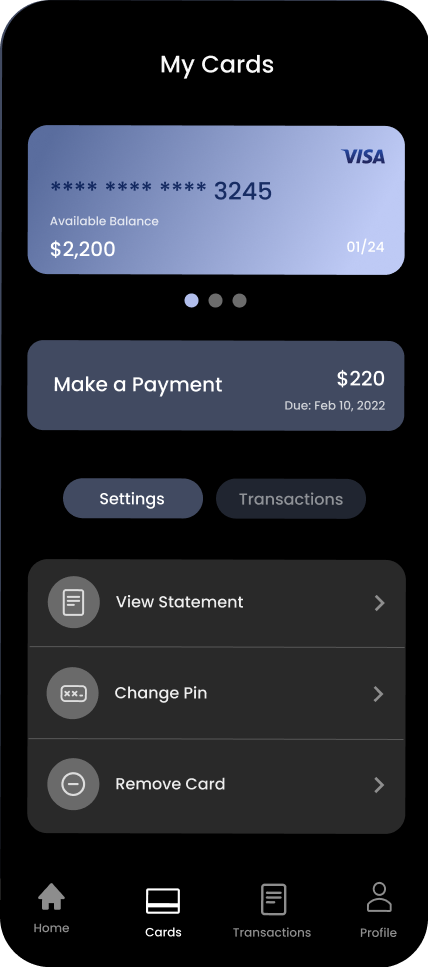 My Cards
VISA
**** **** **** 3245
Available Balance
$2,200
01/24
Make a Payment
$220
Due: Feb 10, 2022
Settings
Transactions
View Statement
xx-
Change Pin
Remove Card
Home
Cards
Transactions
Profile